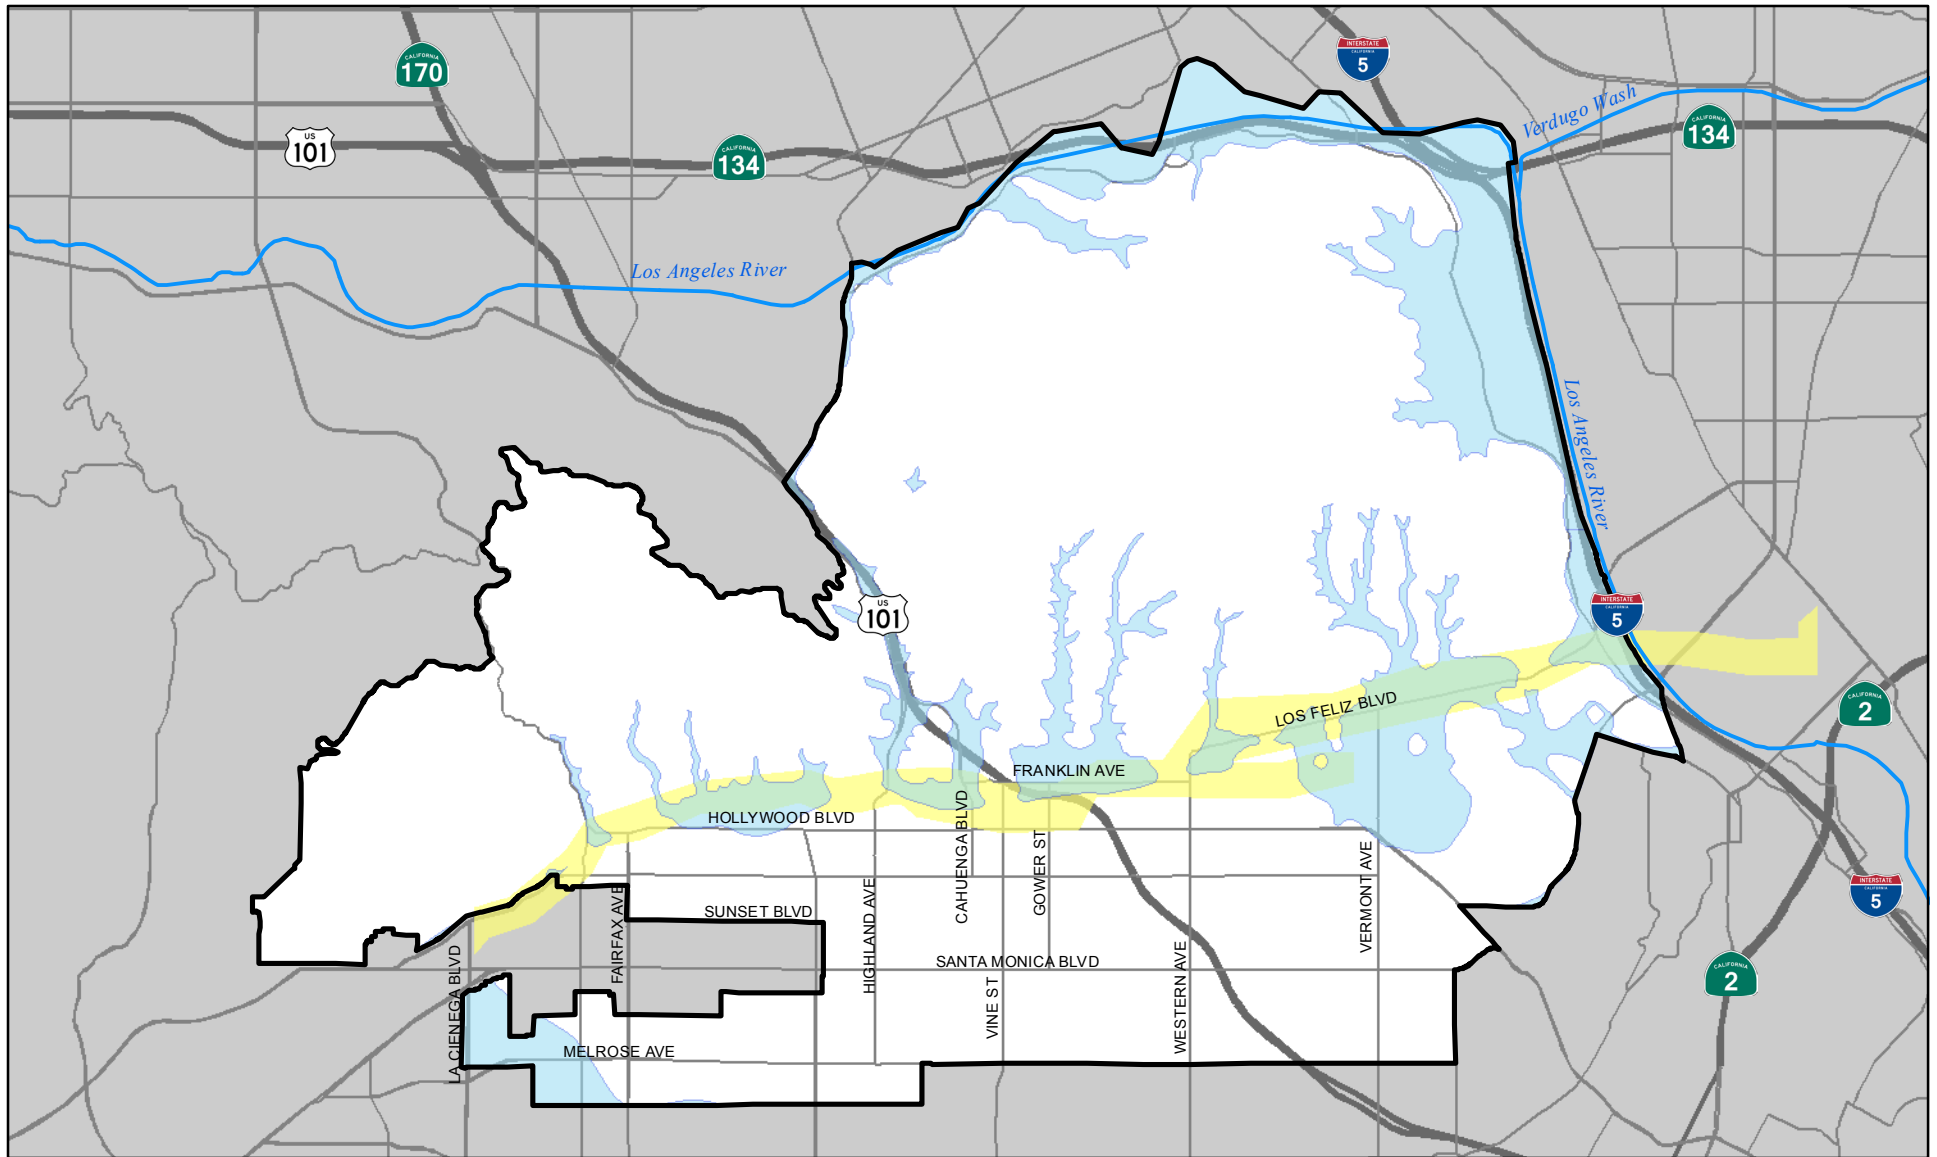 INTERSTATE
CALIFORNIA
5
CALIFORNIA
170
US
101
CALIFORNIA
134
Verdugo Wash
CALIFORNIA
134
Los Angeles River
Los Angeles River
US
101
INTERSTATE
CALIFORNIA
5
CALIFORNIA
2
LOS FELIZ BLVD
FRANKLIN AVE
HOLLYWOOD BLVD
CAHUENGA BLVD
GOWER ST
VERMONT AVE
INTERSTATE
CALIFORNIA
5
SUNSET BLVD
FAIRFAX AVE
HIGHLAND AVE
LA CIENEGA BLVD
SANTA MONICA BLVD
WESTERN AVE
VINE ST
CALIFORNIA
2
MELROSE AVE